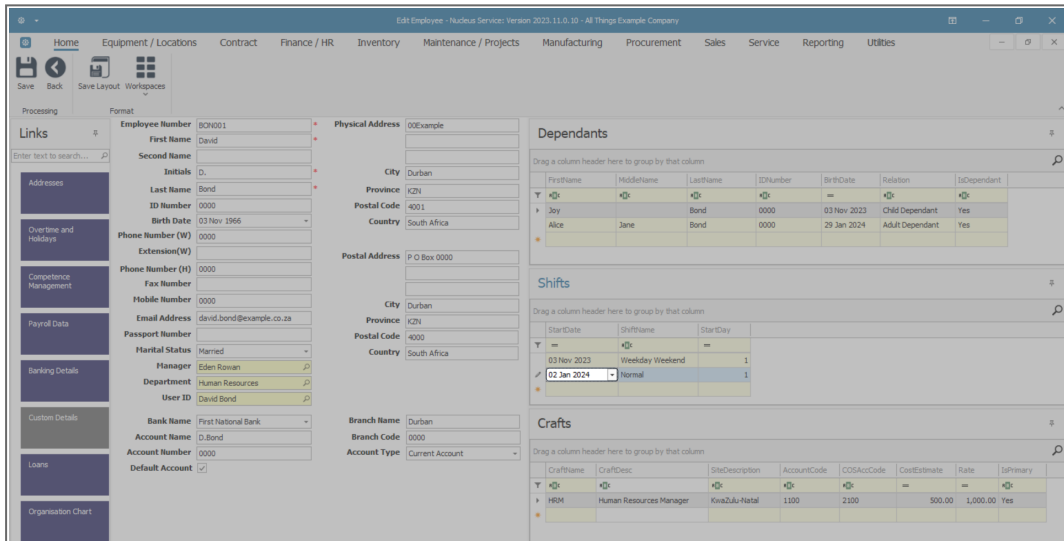 Edit Employee - Nucleus Service: Version 2023.11.0.10 - All Things Example Company
Home Equipment / Locations Contract Finance / HR Inventory Maintenance / Projects Manufacturing Procurement Sales Service Reporting Utilities
Save Back Save Layout Workspaces
Processing Format
Links
Enter text to search...
Addresses
Overtime and
Holidays
Competence
Management
Payroll Data
Banking Details
Custom Details
Loans
Organisation Chart
Employee Number BON001 *
First Name David *
Second Name
Initials D. *
Last Name Bond *
ID Number 0000
Birth Date 03 Nov 1966
Phone Number (W) 0000
Extension(W)
Phone Number (H) 0000
Fax Number
Mobile Number 0000
Email Address david.bond@example.co.za
Passport Number
Marital Status Married
Manager Eden Rowan
Department Human Resources
User ID David Bond
Bank Name First National Bank
Account Name D.Bond
Account Number 0000
Default Account
Physical Address 00Example
City Durban
Province KZN
Postal Code 4001
Country South Africa
Postal Address P O Box 0000
City Durban
Province KZN
Postal Code 4000
Country South Africa
Branch Name Durban
Branch Code 0000
Account Type Current Account
Dependants
Drag a column header here to group by that column
FirstName MiddleName LastName IDNumber BirthDate Relation IsDependant
=
Joy Bond 0000 03 Nov 2023 Child Dependant Yes
Alice Jane Bond 0000 29 Jan 2024 Adult Dependant Yes
Shifts
Drag a column header here to group by that column
StartDate ShiftName StartDay
= =
03 Nov 2023 Weekday Weekend 1
02 Jan 2024 Normal 1
Crafts
Drag a column header here to group by that column
CraftName CraftDesc SiteDescription AccountCode COSAccCode CostEstimate Rate IsPrimary
= =
HRM Human Resources Manager KwaZulu-Natal 1100 2100 500.00 1,000.00 Yes